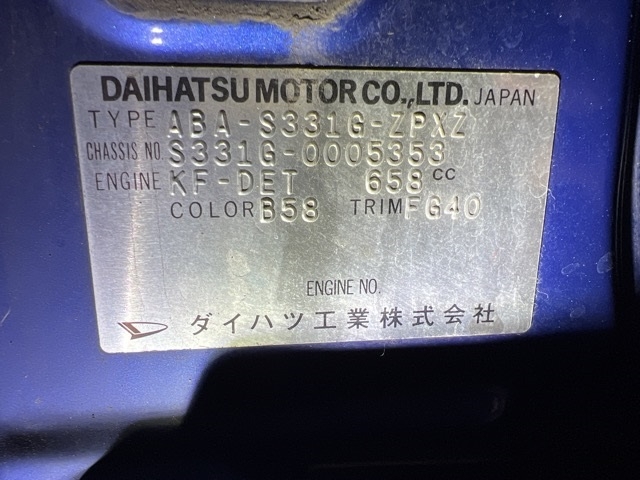 DAIHATSU MOTOR CO.,LTD. JAPAN
TYPE ABA-S331G-ZPXZ
CHASSIS NO. S331G-0005353
ENGINE KF-DET 658 CC
COLOR B58 TRIM FG40
ENGINE NO.
ダイハツ工業株式会社